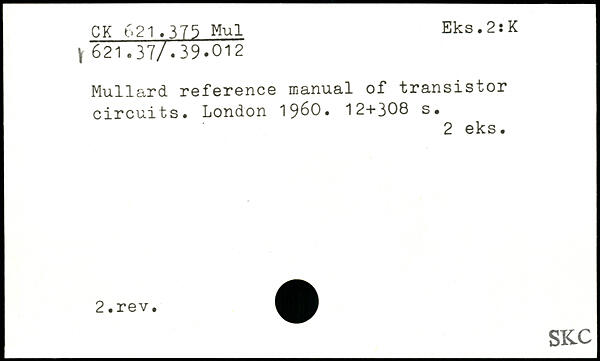 CK 621.375 Mul Eks.2:K
621.37/.39.012
Mullard reference manual of transistor
circuits. London 1960. 12+308 s.
2 eks.
2.rev.
SKC